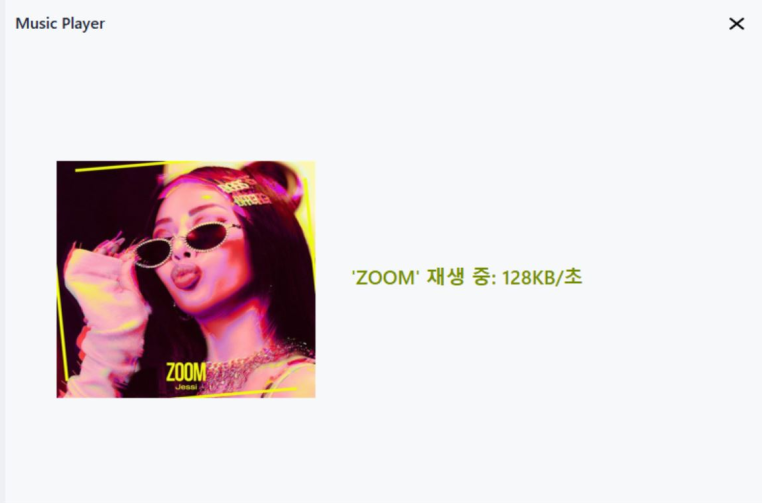 Music Player
'ZOOM' 재생 중: 128KB/초
ZOOM
Jessi